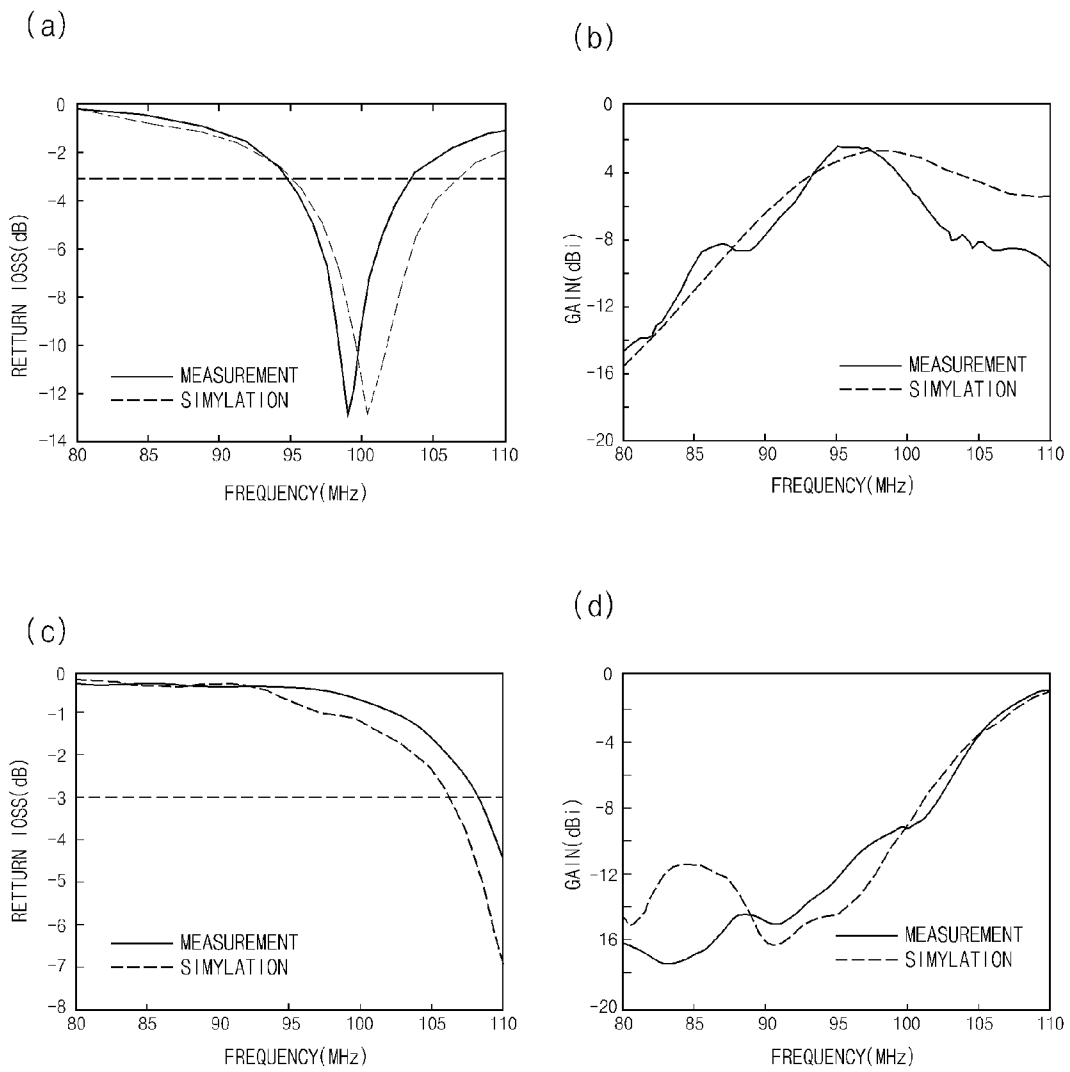 (a)
0
-2
-4
-6
-8
-10
-12
-14
RETTURN IOSS(dB)
MEASUREMENT
SIMYLATION
80 85 90 95 100 105 110
FREQUENCY(MHz)
(b)
0
-4
-8
-12
-16
-20
GAIN(dBi)
MEASUREMENT
SIMYLATION
80 85 90 95 100 105 110
FREQUENCY(MHz)
(c)
0
-1
-2
-3
-4
-5
-6
-7
-8
RETTURN IOSS(dB)
MEASUREMENT
SIMYLATION
80 85 90 95 100 105 110
FREQUENCY(MHz)
(d)
0
-4
-8
-12
16
-20
GAIN(dBi)
MEASUREMENT
SIMYLATION
80 85 90 95 100 105 110
FREQUENCY(MHz)